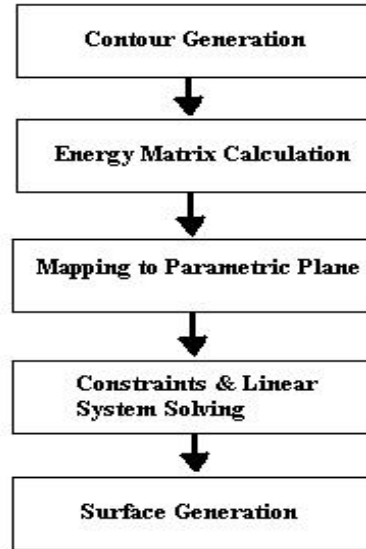 Contour Generation
Energy Matrix Calculation
Mapping to Parametric Plane
Constraints & Linear
System Solving
Surface Generation